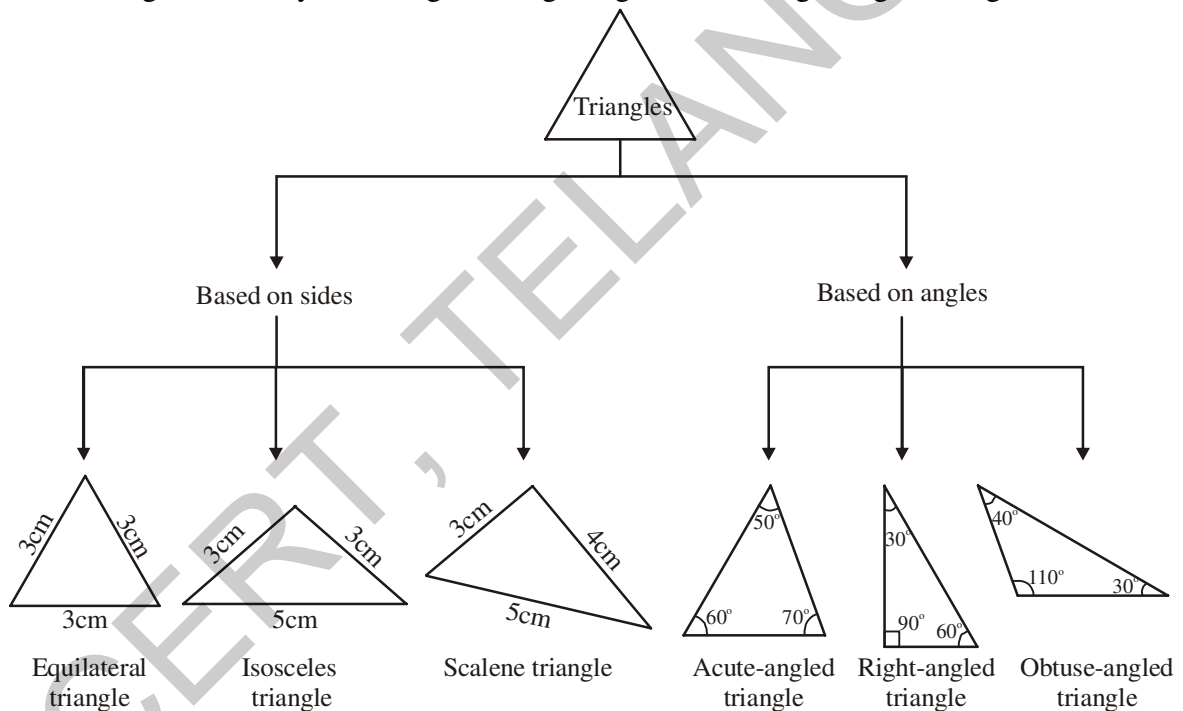 Triangles
Based on sides
Based on angles
3cm
3cm
3cm
3cm
3cm
5cm
3cm
4cm
5cm
50°
60°
70°
30°
90°
60°
40°
110°
30°
Equilateral
triangle
Isosceles
triangle
Scalene triangle
Acute-angled
triangle
Right-angled
triangle
Obtuse-angled
triangle
CERT, TELANG